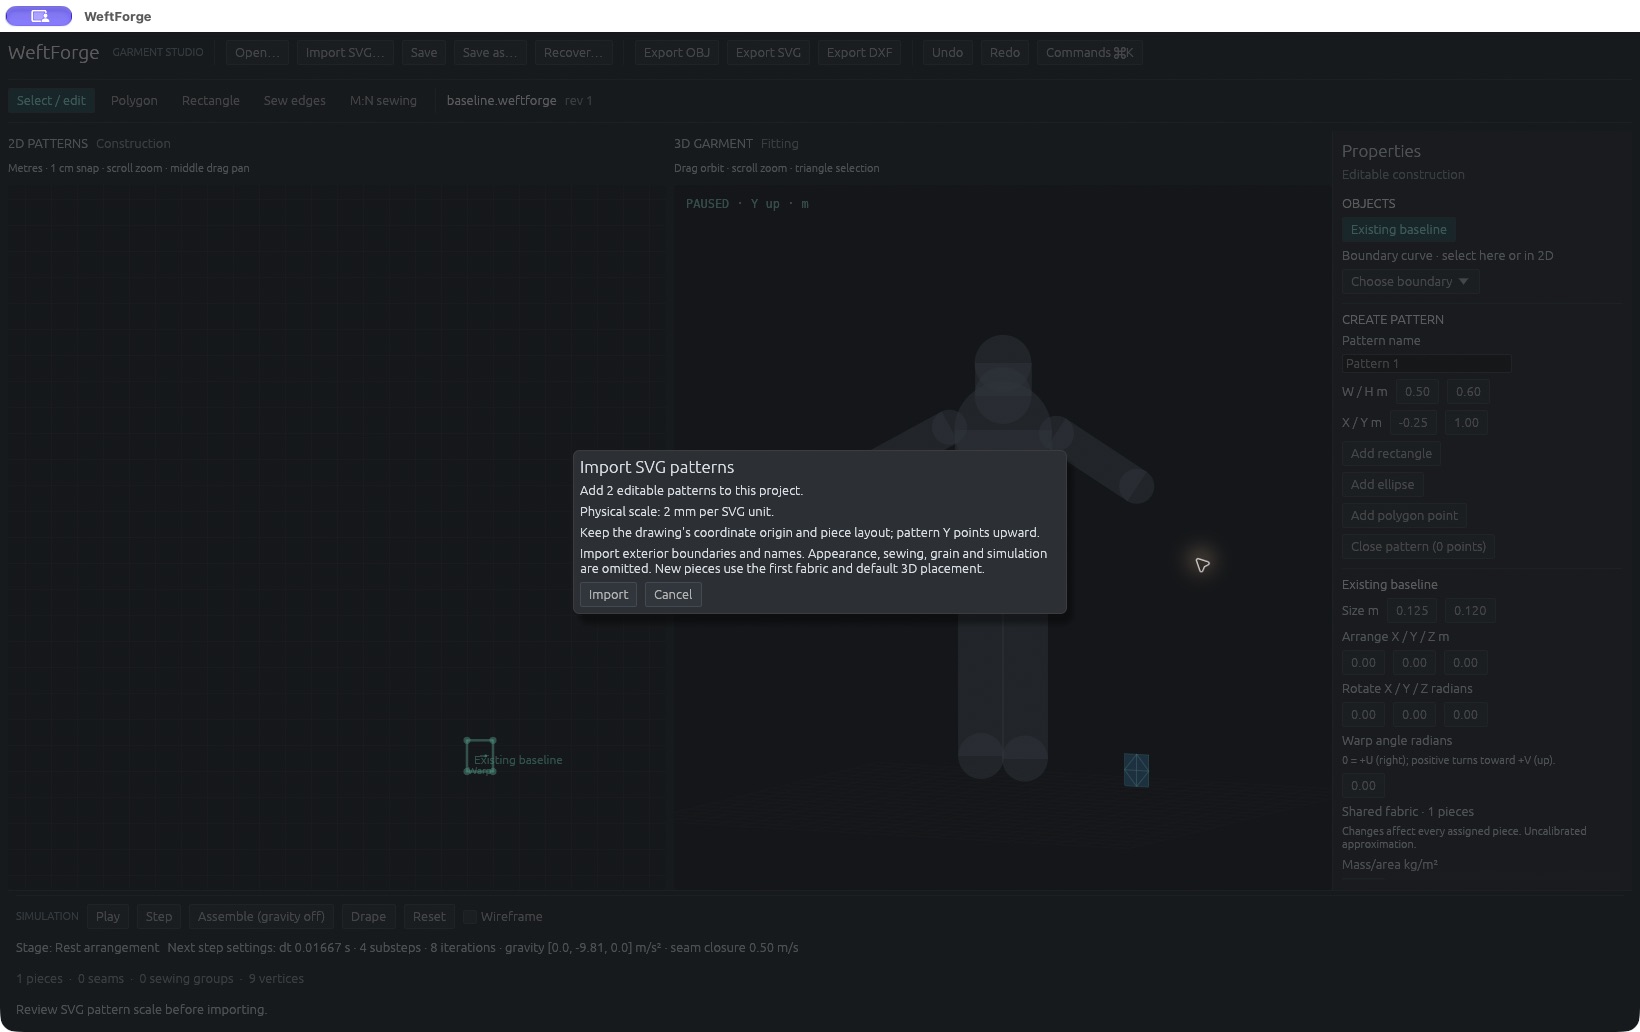 WeftForge
WeftForge GARMENT STUDIO Open... Import SVG... Save Save as... Recover... Export OBJ Export SVG Export DXF Undo Redo Commands ⌘K
Select / edit Polygon Rectangle Sew edges M:N sewing baseline.weftforge rev 1
2D PATTERNS Construction
Metres · 1 cm snap · scroll zoom · middle drag pan
Existing baseline
Warp
3D GARMENT Fitting
Drag orbit · scroll zoom · triangle selection
PAUSED · Y up · m
Import SVG patterns
Add 2 editable patterns to this project.
Physical scale: 2 mm per SVG unit.
Keep the drawing's coordinate origin and piece layout; pattern Y points upward.
Import exterior boundaries and names. Appearance, sewing, grain and simulation
are omitted. New pieces use the first fabric and default 3D placement.
Import Cancel
Properties
Editable construction
OBJECTS
Existing baseline
Boundary curve · select here or in 2D
Choose boundary
CREATE PATTERN
Pattern name
Pattern 1
W / H m 0.50 0.60
X / Y m -0.25 1.00
Add rectangle
Add ellipse
Add polygon point
Close pattern (0 points)
Existing baseline
Size m 0.125 0.120
Arrange X / Y / Z m
0.00 0.00 0.00
Rotate X / Y / Z radians
0.00 0.00 0.00
Warp angle radians
0 = +U (right); positive turns toward +V (up).
0.00
Shared fabric · 1 pieces
Changes affect every assigned piece. Uncalibrated
approximation.
Mass/area kg/m²
SIMULATION Play Step Assemble (gravity off) Drape Reset Wireframe
Stage: Rest arrangement Next step settings: dt 0.01667 s · 4 substeps · 8 iterations · gravity [0.0, -9.81, 0.0] m/s² · seam closure 0.50 m/s
1 pieces · 0 seams · 0 sewing groups · 9 vertices
Review SVG pattern scale before importing.